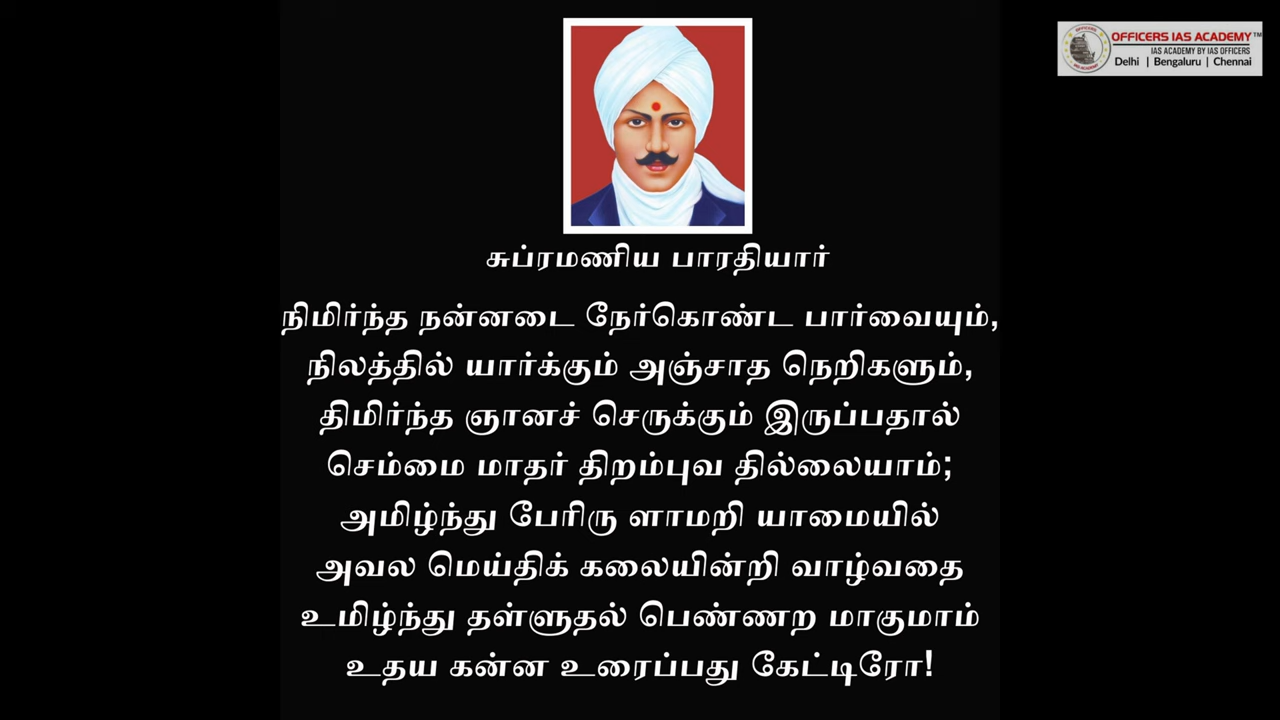 OFFICERS IAS ACADEMY™
IAS ACADEMY BY IAS OFFICERS
Delhi | Bengaluru | Chennai
சுப்ரமணிய பாரதியார்
நிமிர்ந்த நன்னடை நேர்கொண்ட பார்வையும்,
நிலத்தில் யார்க்கும் அஞ்சாத நெறிகளும்,
திமிர்ந்த ஞானச் செருக்கும் இருப்பதால்
செம்மை மாதர் திறம்புவ தில்லையாம்;
அமிழ்ந்து பேரிரு ளாமறி யாமையில்
அவல மெய்திக் கலையின்றி வாழ்வதை
உமிழ்ந்து தள்ளுதல் பெண்ணற மாகுமாம்
உதய கன்ன உரைப்பது கேட்டிரோ!